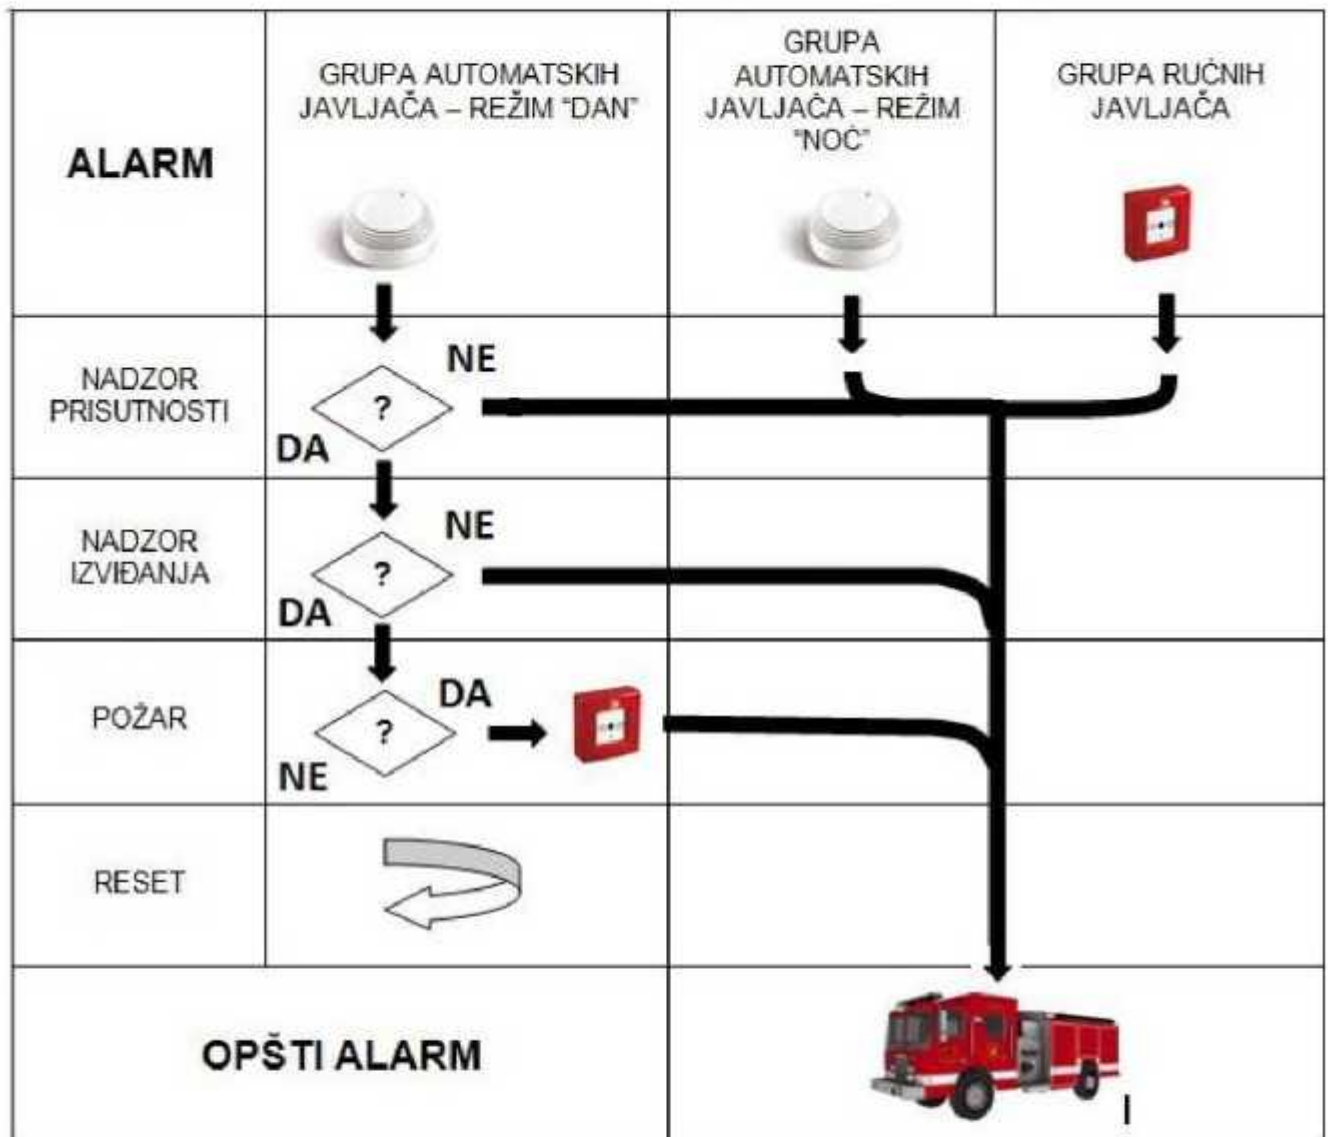 ALARM
GRUPA AUTOMATSKIH
JAVLJAČA – REŽIM "DAN"
GRUPA
AUTOMATSKIH
JAVLJAČA – REŽIM
"NOĆ"
GRUPA RUČNIH
JAVLJAČA
NADZOR
PRISUTNOSTI
?
NE
DA
NADZOR
IZVIĐANJA
?
NE
DA
POŽAR
?
DA
NE
RESET
OPŠTI ALARM